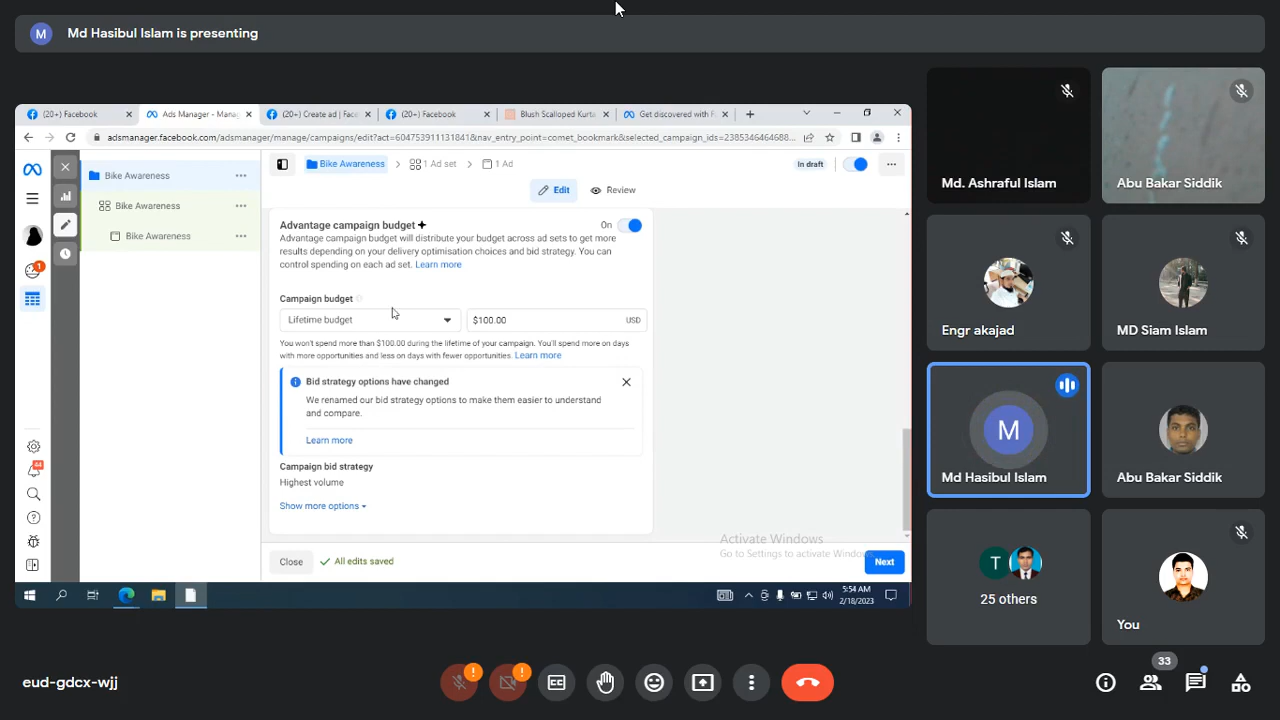 Md Hasibul Islam is presenting
M
(20+) Facebook
Ads Manager - Mana
(20+) Create ad | Fac
(20+) Facebook
Blush Scalloped Kurta
Get discovered with Fa
adsmanager.facebook.com/adsmanager/manage/campaigns/edit?act=604753911131841&nav_entry_point=comet_bookmark&selected_campaign_ids=2385346464688...
Bike Awareness
1 Ad set
1 Ad
In draft
Bike Awareness
Edit
Review
Bike Awareness
Bike Awareness
Advantage campaign budget
On
Advantage campaign budget will distribute your budget across ad sets to get more
results depending on your delivery optimisation choices and bid strategy. You can
control spending on each ad set. Learn more
1
Campaign budget
Lifetime budget
$100.00
USD
You won't spend more than $100.00 during the lifetime of your campaign. You'll spend more on days
with more opportunities and less on days with fewer opportunities. Learn more
Bid strategy options have changed
We renamed our bid strategy options to make them easier to understand
and compare.
Learn more
Campaign bid strategy
Highest volume
44
Show more options
Activate Windows
Go to Settings to activate Windows.
Close
All edits saved
Next
5:54 AM
2/18/2023
Md. Ashraful Islam
Abu Bakar Siddik
Engr akajad
MD Siam Islam
M
Md Hasibul Islam
Abu Bakar Siddik
T
25 others
You
eud-gdcx-wjj
33